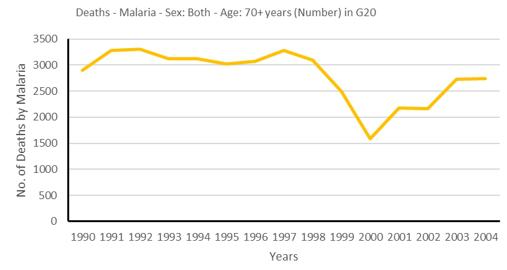 Deaths - Malaria - Sex: Both - Age: 70+ years (Number) in G20
No. of Deaths by Malaria
3500
3000
2500
2000
1500
1000
500
0
1990 1991 1992 1993 1994 1995 1996 1997 1998 1999 2000 2001 2002 2003 2004
Years